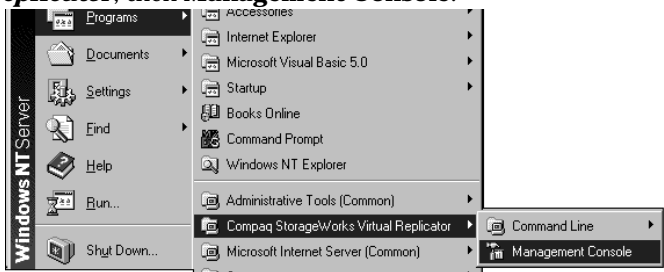 eplicator, then Management Console.
Programs
Documents
Settings
Find
Help
Run...
Shut Down...
Windows NT Server
Accessories
Internet Explorer
Microsoft Visual Basic 5.0
Startup
Books Online
Command Prompt
Windows NT Explorer
Administrative Tools (Common)
Compaq StorageWorks Virtual Replicator
Microsoft Internet Server (Common)
Command Line
Management Console